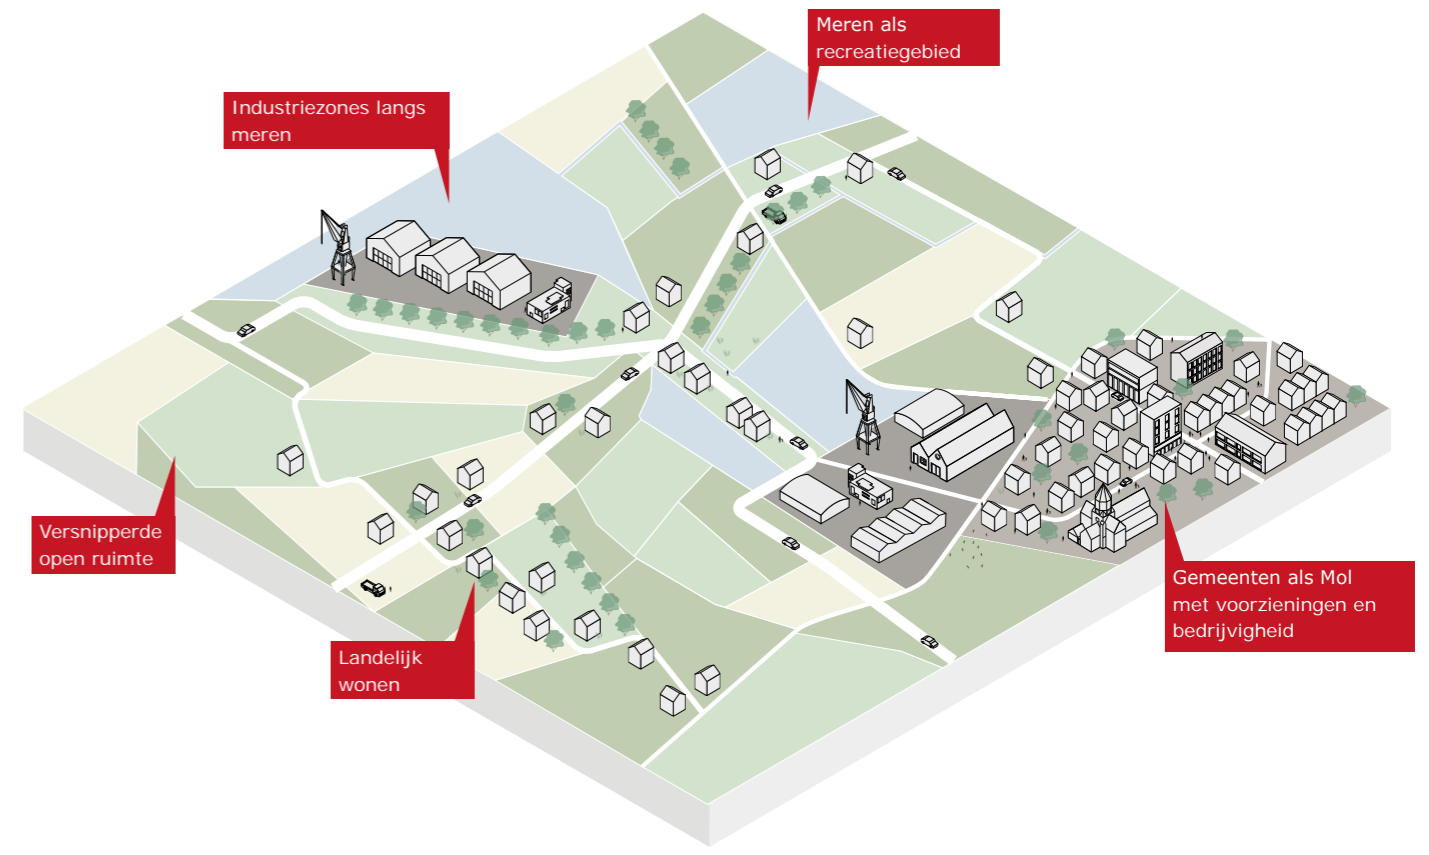 Meren als
recreatiegebied
Industriezones langs
meren
Versnipperde
open ruimte
Landelijk
wonen
Gemeenten als Mol
met voorzieningen en
bedrijvigheid